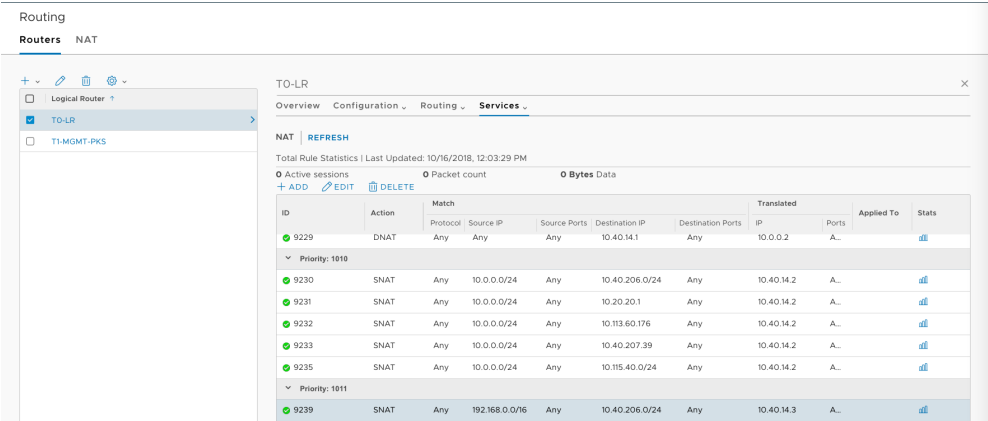 Routing
Routers NAT
Logical Router
T0-LR
T1-MGMT-PKS
T0-LR
Overview Configuration Routing Services
NAT REFRESH
Total Rule Statistics | Last Updated: 10/16/2018, 12:03:29 PM
0 Active sessions 0 Packet count 0 Bytes Data
+ ADD EDIT DELETE
ID Action Match Translated Applied To Stats
Protocol Source IP Source Ports Destination IP Destination Ports IP Ports
9229 DNAT Any Any Any 10.40.14.1 Any 10.0.0.2 A...
Priority: 1010
9230 SNAT Any 10.0.0.0/24 Any 10.40.206.0/24 Any 10.40.14.2 A...
9231 SNAT Any 10.0.0.0/24 Any 10.20.20.1 Any 10.40.14.2 A...
9232 SNAT Any 10.0.0.0/24 Any 10.113.60.176 Any 10.40.14.2 A...
9233 SNAT Any 10.0.0.0/24 Any 10.40.207.39 Any 10.40.14.2 A...
9235 SNAT Any 10.0.0.0/24 Any 10.115.40.0/24 Any 10.40.14.2 A...
Priority: 1011
9239 SNAT Any 192.168.0.0/16 Any 10.40.206.0/24 Any 10.40.14.3 A...